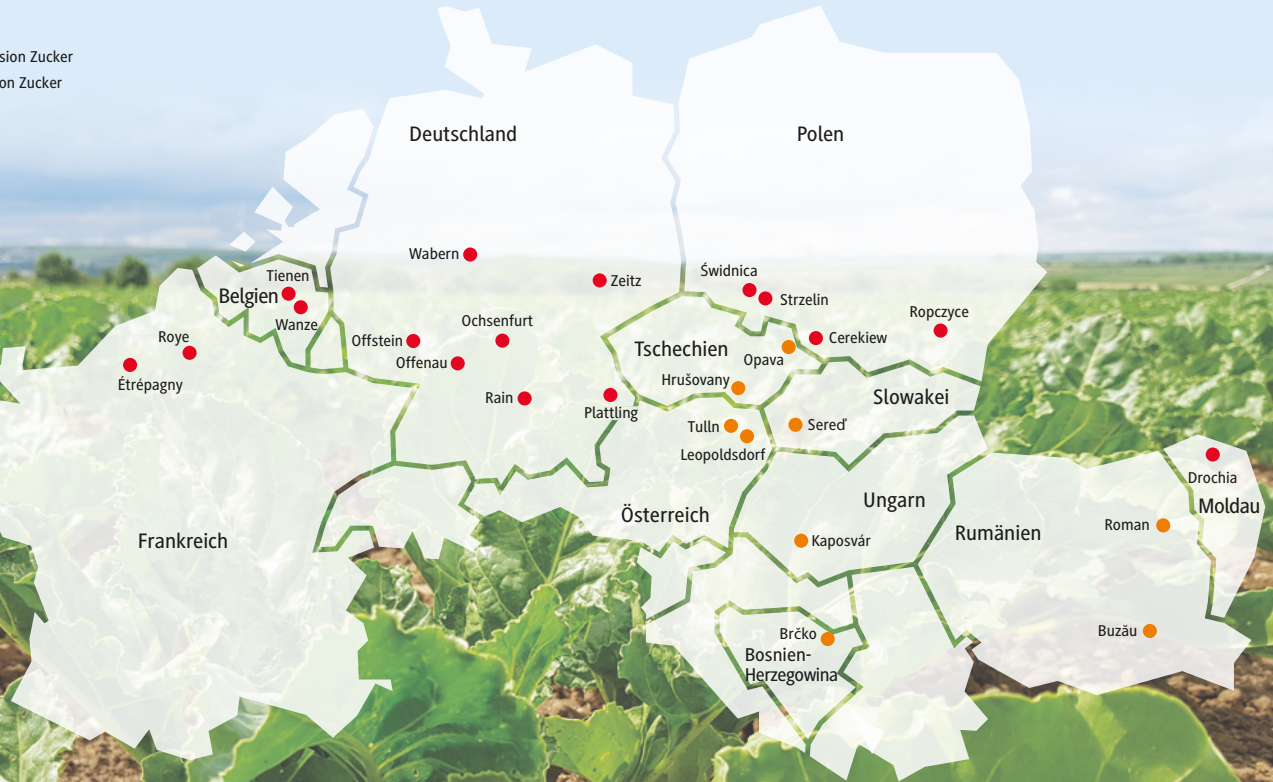 sion Zucker
on Zucker
Deutschland
Polen
Wabern
Zeitz
Świdnica
Strzelin
Tienen
Belgien
Wanze
Roye
Étrépagny
Offstein
Ochsenfurt
Offenau
Rain
Plattling
Tschechien
Opava
Cerekiew
Ropczyce
Hrušovany
Slowakei
Tulln
Leopoldsdorf
Sereď
Drochia
Moldau
Österreich
Ungarn
Rumänien
Roman
Frankreich
Kaposvár
Buzău
Brčko
Bosnien-
Herzegowina